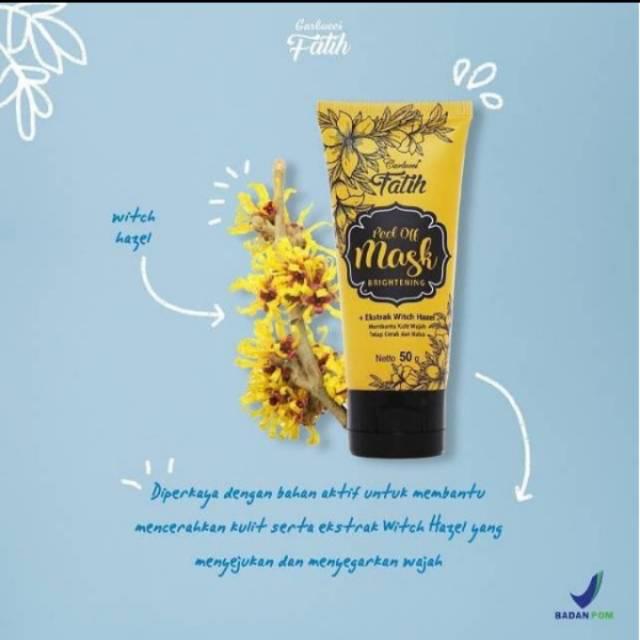 Carlucci
Fatih
Carlucci
Fatih
Peel Off
Mask
BRIGHTENING
+ Ekstrak Witch Hazel
Membantu Kulit Wajah
Tetap Cerah dan Halus
Netto 50 g
witch
hazel
Diperkaya dengan bahan aktif untuk membantu
mencerahkan kulit serta ekstrak Witch Hazel yang
menyejukan dan menyegarkan wajah
BADAN POM